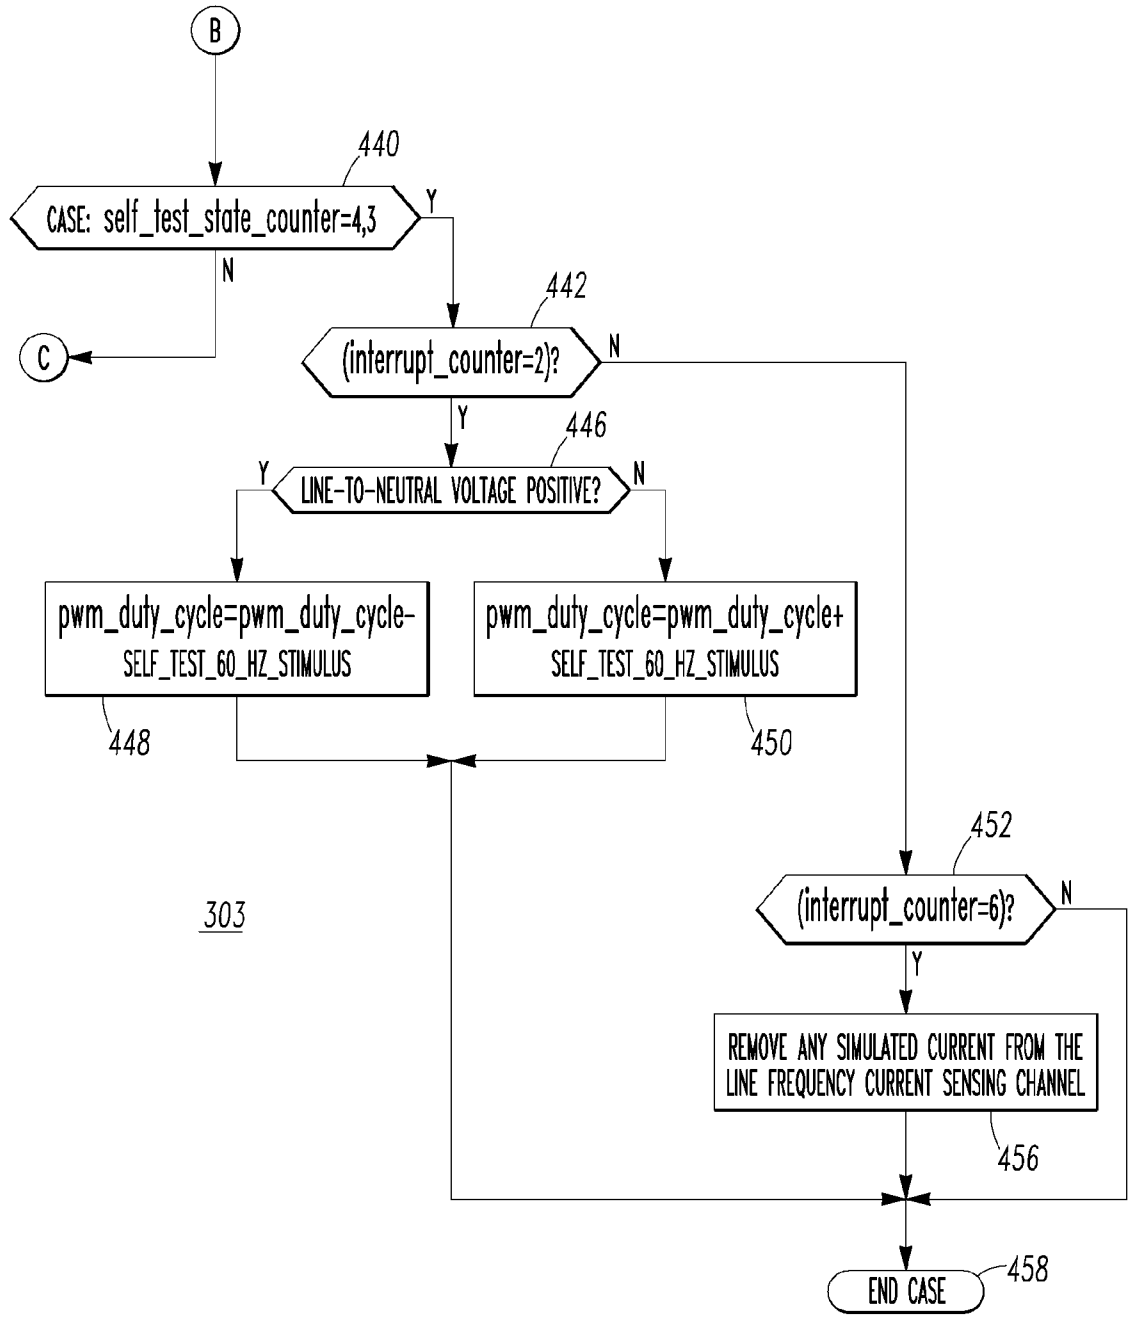 B
440
CASE: self_test_state_counter=4,3
Y
N
C
442
(interrupt_counter=2)?
N
Y
446
LINE-TO-NEUTRAL VOLTAGE POSITIVE?
Y
N
pwm_duty_cycle=pwm_duty_cycle-
SELF_TEST_60_HZ_STIMULUS
448
pwm_duty_cycle=pwm_duty_cycle+
SELF_TEST_60_HZ_STIMULUS
450
452
(interrupt_counter=6)?
N
Y
303
REMOVE ANY SIMULATED CURRENT FROM THE
LINE FREQUENCY CURRENT SENSING CHANNEL
456
END CASE
458